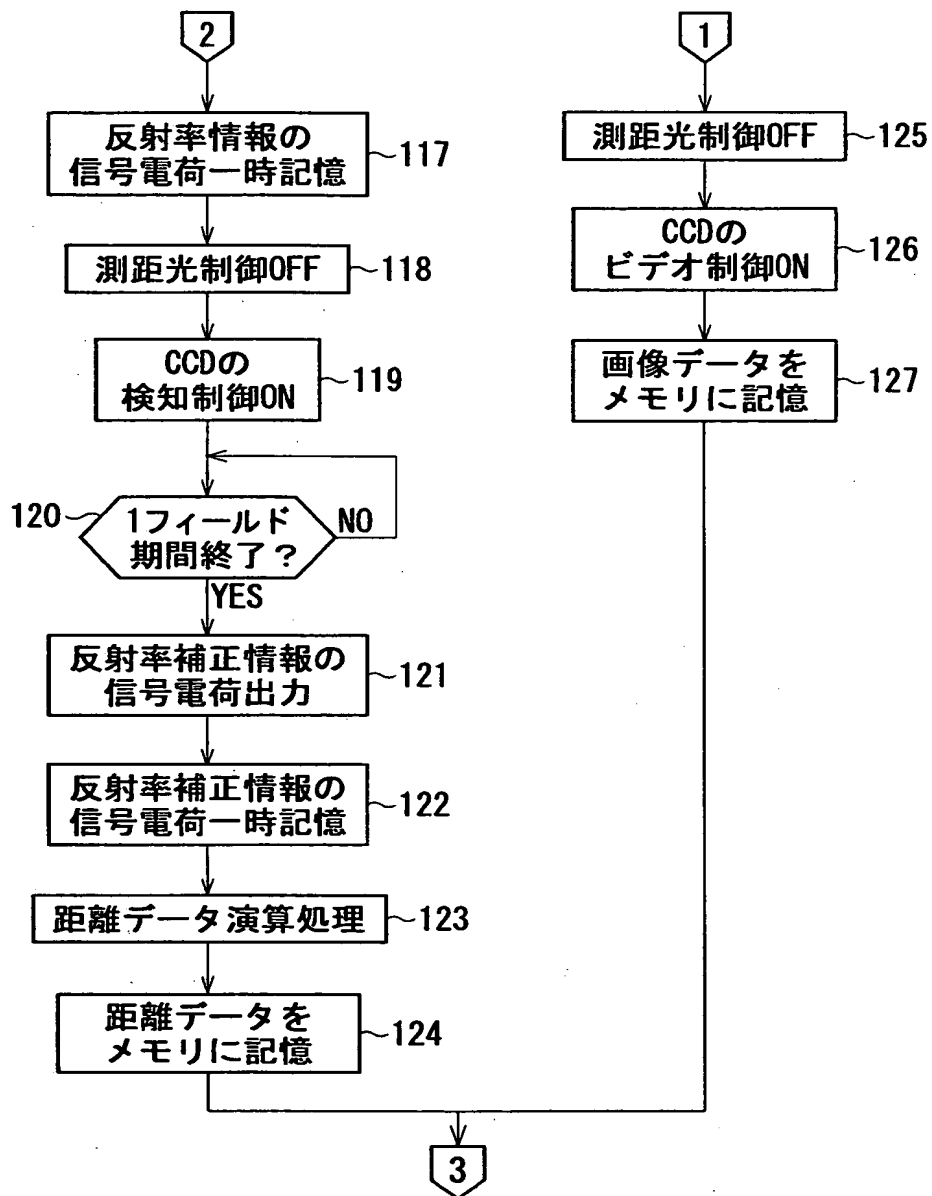 2
反射率情報の
信号電荷一時記憶
117
測距光制御OFF
118
CCDの
検知制御ON
119
120
1フィールド
期間終了?
NO
YES
反射率補正情報の
信号電荷出力
121
反射率補正情報の
信号電荷一時記憶
122
距離データ演算処理
123
距離データを
メモリに記憶
124
1
測距光制御OFF
125
CCDの
ビデオ制御ON
126
画像データを
メモリに記憶
127
3